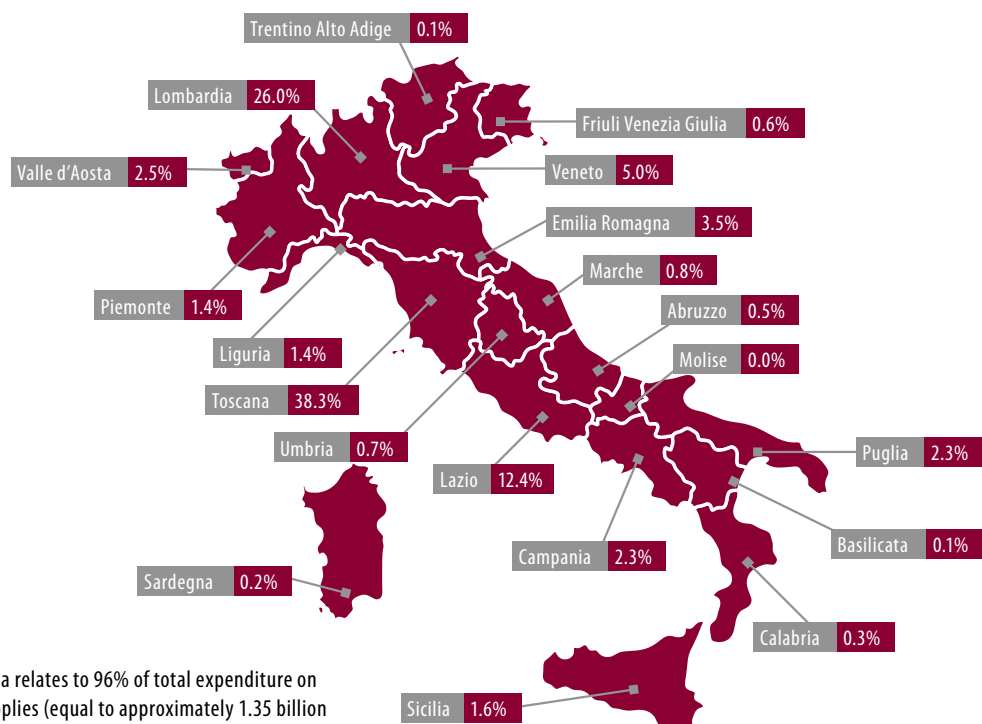 Trentino Alto Adige 0.1%
Lombardia 26.0%
Friuli Venezia Giulia 0.6%
Valle d'Aosta 2.5%
Veneto 5.0%
Emilia Romagna 3.5%
Marche 0.8%
Piemonte 1.4%
Abruzzo 0.5%
Liguria 1.4%
Molise 0.0%
Toscana 38.3%
Umbria 0.7%
Puglia 2.3%
Lazio 12.4%
Basilicata 0.1%
Campania 2.3%
Sardegna 0.2%
Calabria 0.3%
a relates to 96% of total expenditure on
plies (equal to approximately 1.35 billion
Sicilia 1.6%